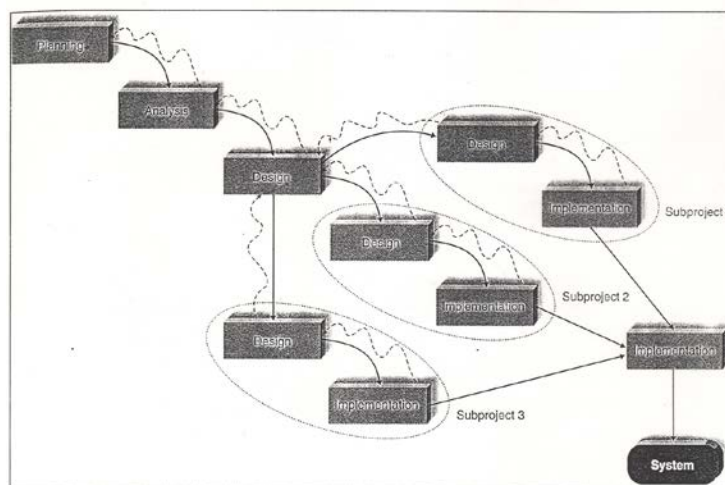 Planning
Analysis
Design
Design
Implementation
Subproject
Design
Implementation
Subproject 2
Design
Implementation
Subproject 3
Implementation
System